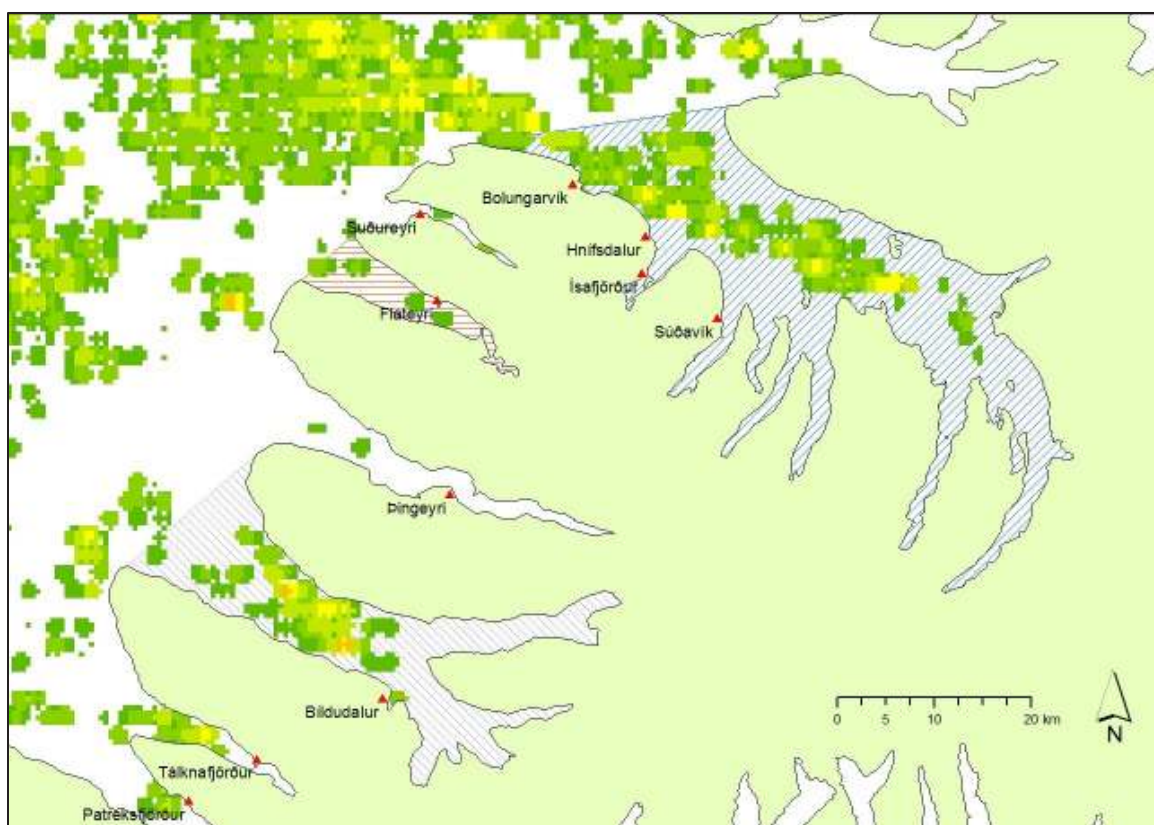 Bolungarvík
Suðureyri
Hnífsdalur
Ísafjörður
Flateyri
Súðavík
Þingeyri
Bíldudalur
0 5 10 20 km
N
Tálknafjörður
Patreksfjörður